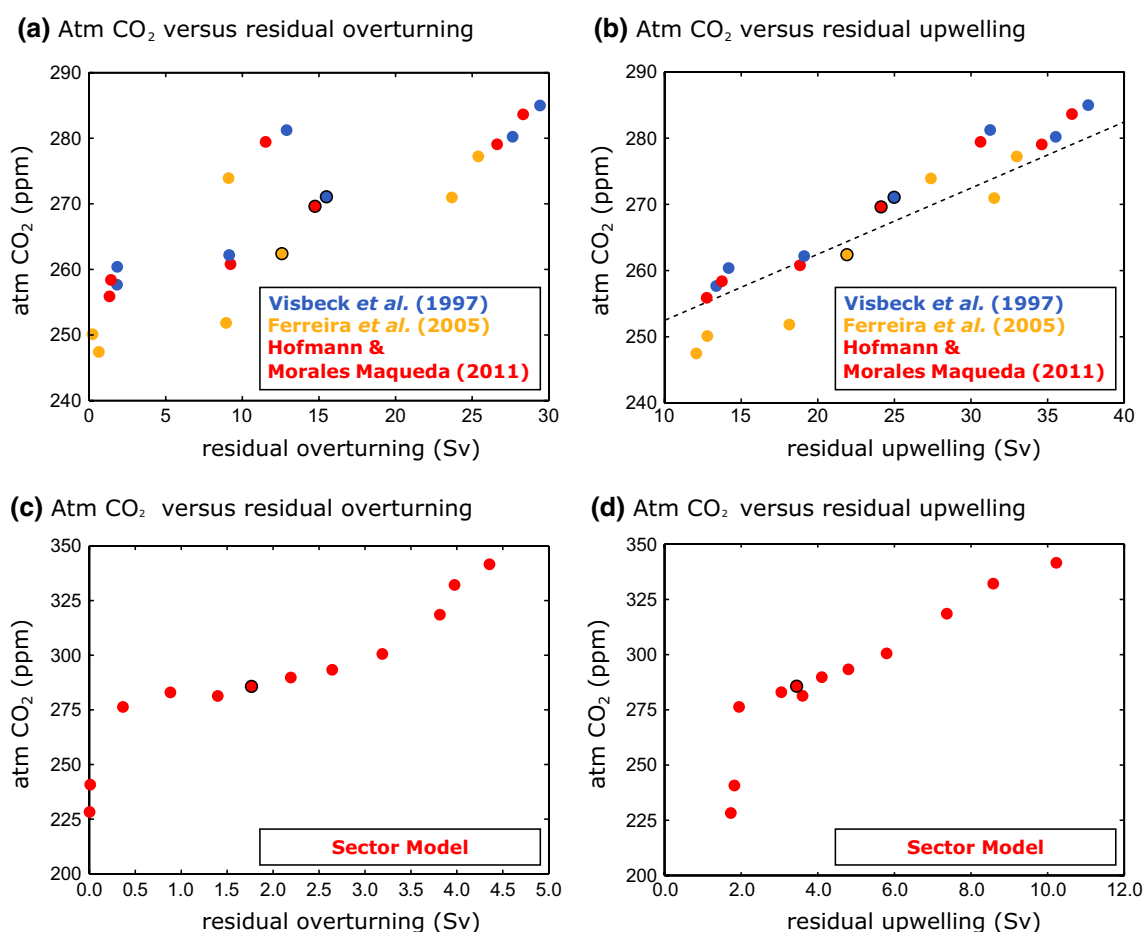 (a) Atm CO₂ versus residual overturning
290
280
270
260
250
240
atm CO₂ (ppm)
0 5 10 15 20 25 30
residual overturning (Sv)
Visbeck et al. (1997)
Ferreira et al. (2005)
Hofmann &
Morales Maqueda (2011)
(b) Atm CO₂ versus residual upwelling
290
280
270
260
250
240
atm CO₂ (ppm)
10 15 20 25 30 35 40
residual upwelling (Sv)
Visbeck et al. (1997)
Ferreira et al. (2005)
Hofmann &
Morales Maqueda (2011)
(c) Atm CO₂ versus residual overturning
350
325
300
275
250
225
200
atm CO₂ (ppm)
0.0 0.5 1.0 1.5 2.0 2.5 3.0 3.5 4.0 4.5 5.0
residual overturning (Sv)
Sector Model
(d) Atm CO₂ versus residual upwelling
350
325
300
275
250
225
200
atm CO₂ (ppm)
0.0 2.0 4.0 6.0 8.0 10.0 12.0
residual upwelling (Sv)
Sector Model